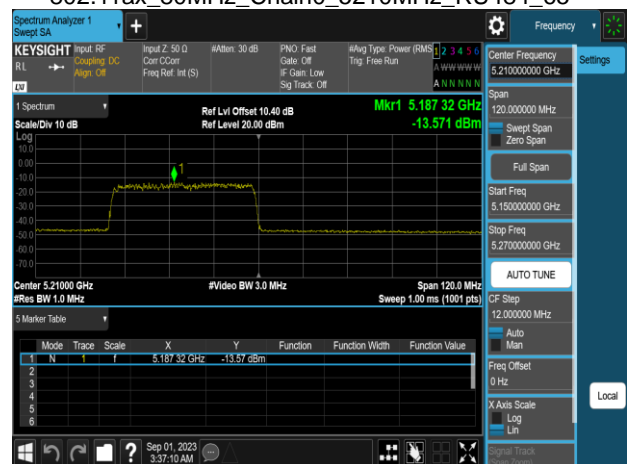 Spectrum Analyzer 1
Swept SA
+
Frequency
KEYSIGHT
RL
Input: RF
Coupling: DC
Align: Off
Input Z: 50 Ω
Corr CCorr
Freq Ref: Int (S)
#Atten: 30 dB
PNO: Fast
Gate: Off
IF Gain: Low
Sig Track: Off
#Avg Type: Power (RMS
Trig: Free Run
1 2 3 4 5 6
A W W W W W
A N N N N N
LXI
1 Spectrum
Scale/Div 10 dB
Ref Lvl Offset 10.40 dB
Ref Level 20.00 dBm
Mkr1 5.187 32 GHz
-13.571 dBm
Log
10.0
0.00
-10.0
-20.0
-30.0
-40.0
-50.0
-60.0
-70.0
1
Center 5.21000 GHz
#Res BW 1.0 MHz
#Video BW 3.0 MHz
Span 120.0 MHz
Sweep 1.00 ms (1001 pts)
5 Marker Table
Mode Trace Scale X Y Function Function Width Function Value
1 N 1 f 5.187 32 GHz -13.57 dBm
2
3
4
5
6
Sep 01, 2023
3:37:10 AM
?
Center Frequency
5.210000000 GHz
Settings
Span
120.000000 MHz
Swept Span
Zero Span
Full Span
Start Freq
5.150000000 GHz
Stop Freq
5.270000000 GHz
AUTO TUNE
CF Step
12.000000 MHz
Auto
Man
Freq Offset
0 Hz
X Axis Scale
Log
Lin
Local
Signal Track